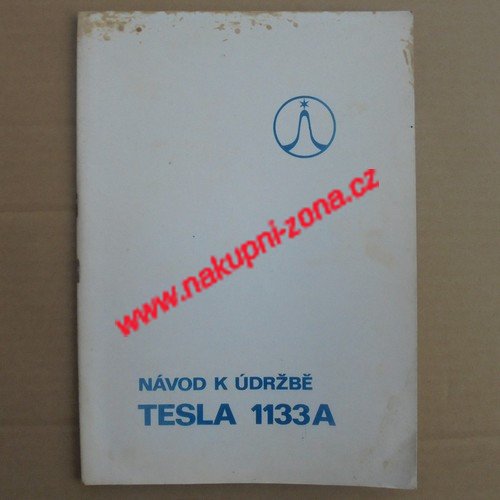 www.nakupni-zona.cz
NÁVOD K ÚDRŽBĚ
TESLA 1133A